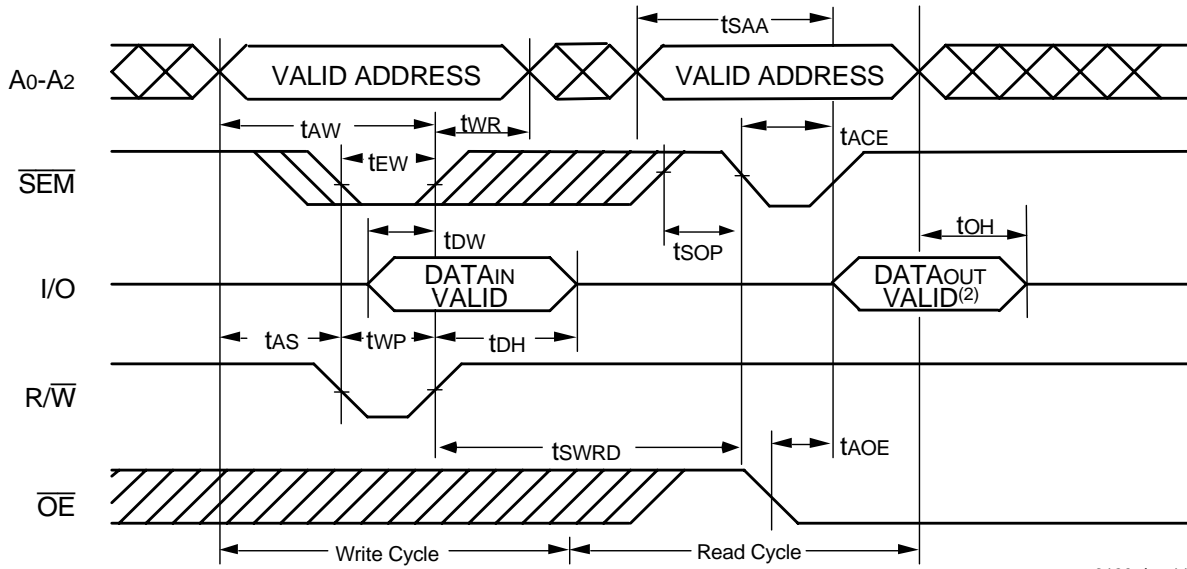 tSAA
A0-A2
VALID ADDRESS
VALID ADDRESS
tAW
tWR
tACE
SEM
tEW
tDW
tSOP
tOH
I/O
DATAIN
VALID
DATAOUT
VALID(2)
tAS
tWP
tDH
R/W
tSWRD
tAOE
OE
Write Cycle
Read Cycle